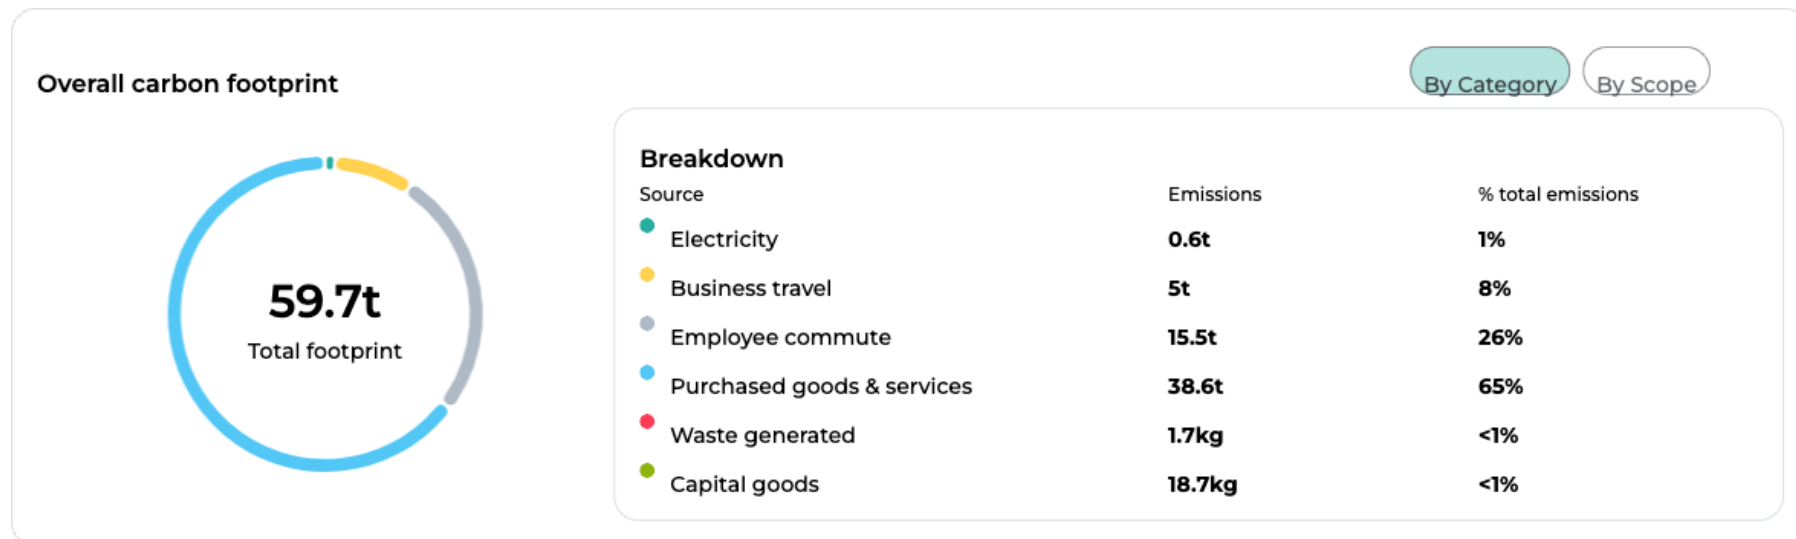 Overall carbon footprint
By Category
By Scope
59.7t
Total footprint
Breakdown
Source Emissions % total emissions
Electricity 0.6t 1%
Business travel 5t 8%
Employee commute 15.5t 26%
Purchased goods & services 38.6t 65%
Waste generated 1.7kg <1%
Capital goods 18.7kg <1%